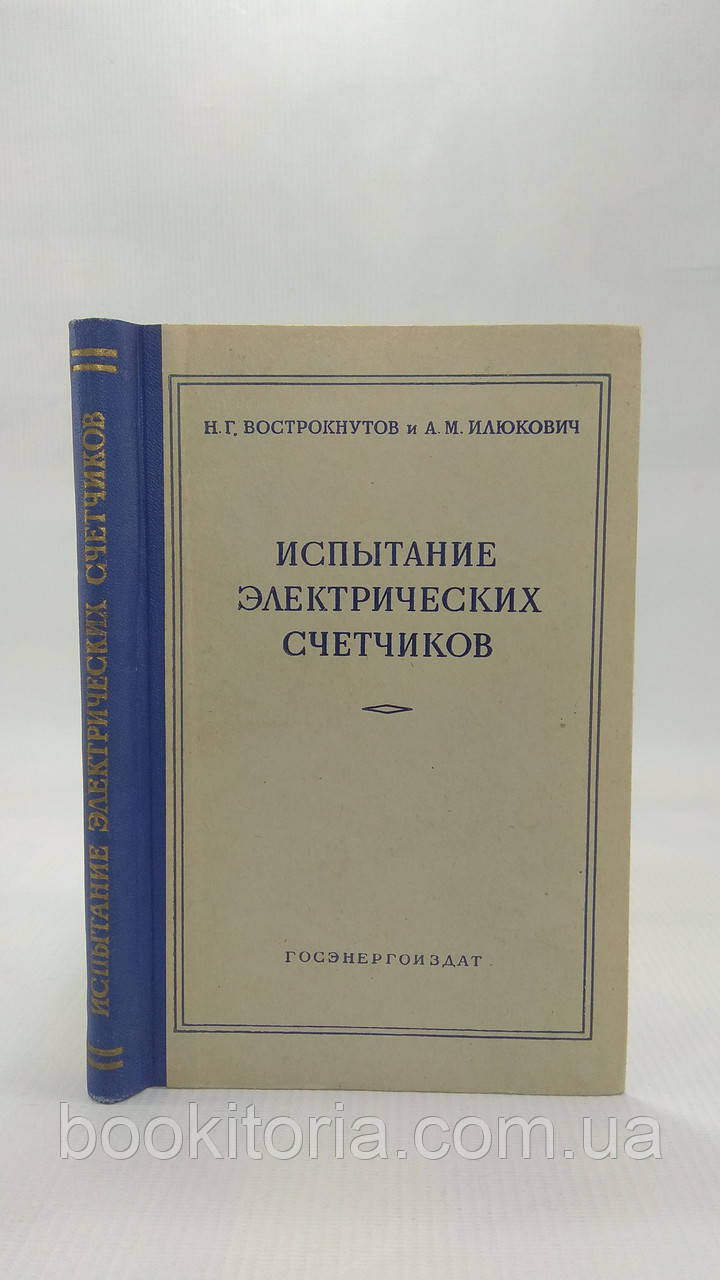 Н. Г. ВОСТРОКНУТОВ и А. М. ИЛЮКОВИЧ
ИСПЫТАНИЕ
ЭЛЕКТРИЧЕСКИХ
СЧЕТЧИКОВ
ГОСЭНЕРГОИЗДАТ
ИСПЫТАНИЕ ЭЛЕКТРИЧЕСКИХ СЧЕТЧИКОВ
bookitoria.com.ua